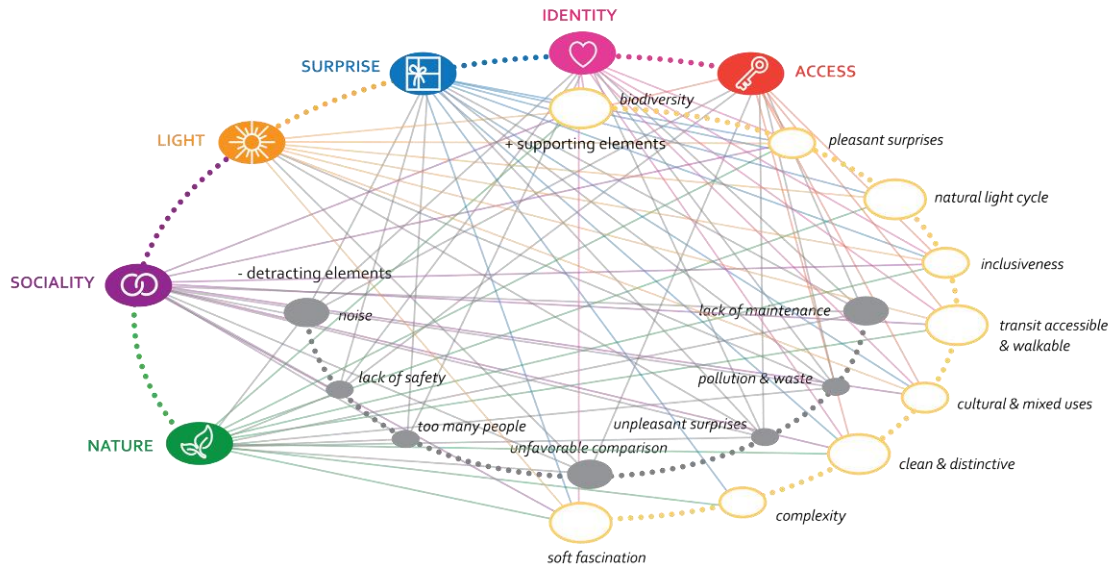 IDENTITY
SURPRISE
ACCESS
biodiversity
LIGHT
+ supporting elements
pleasant surprises
natural light cycle
inclusiveness
SOCIALITY
- detracting elements
noise
lack of maintenance
transit accessible
& walkable
lack of safety
pollution & waste
cultural & mixed uses
too many people
unpleasant surprises
NATURE
unfavorable comparison
clean & distinctive
complexity
soft fascination